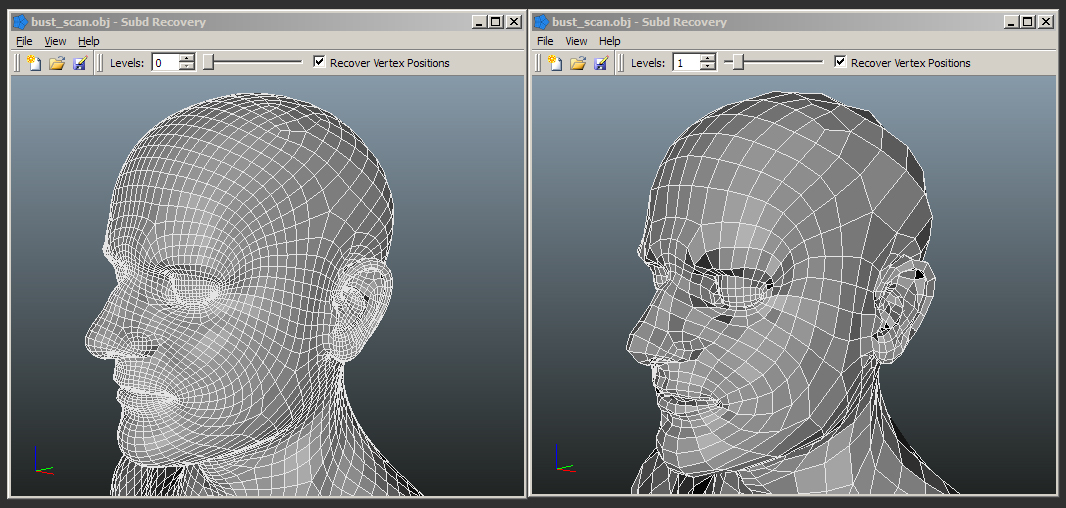 bust_scan.obj - Subd Recovery
File View Help
Levels: 0 Recover Vertex Positions
bust_scan.obj - Subd Recovery
File View Help
Levels: 1 Recover Vertex Positions